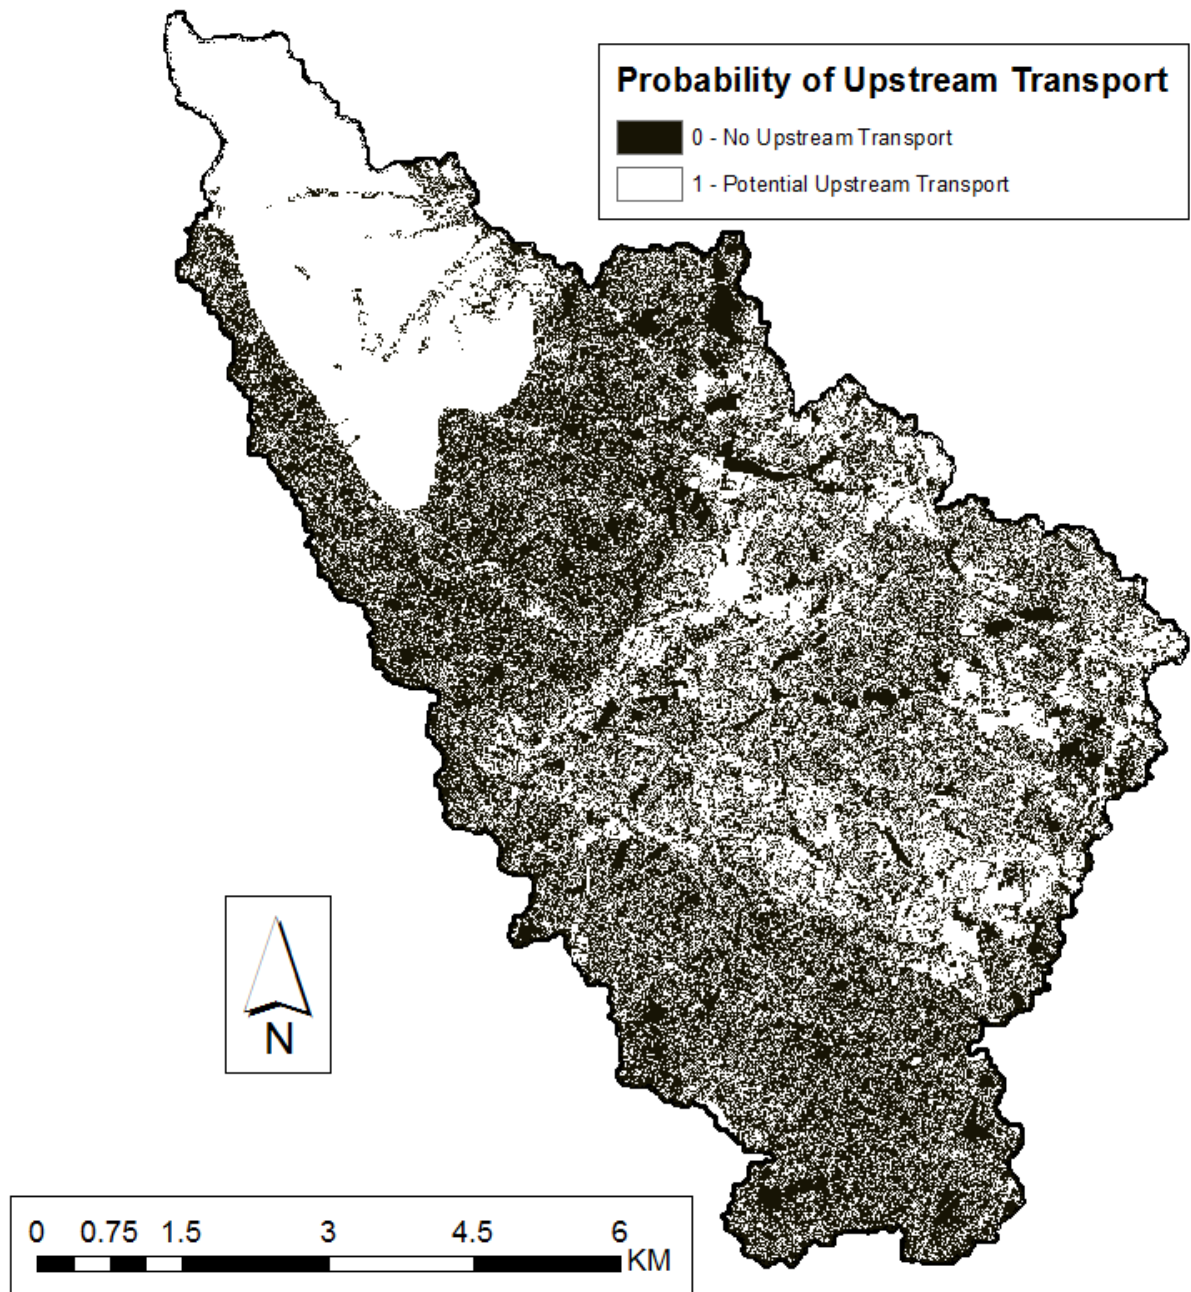 Probability of Upstream Transport
0 - No Upstream Transport
1 - Potential Upstream Transport
N
0 0.75 1.5 3 4.5 6
KM